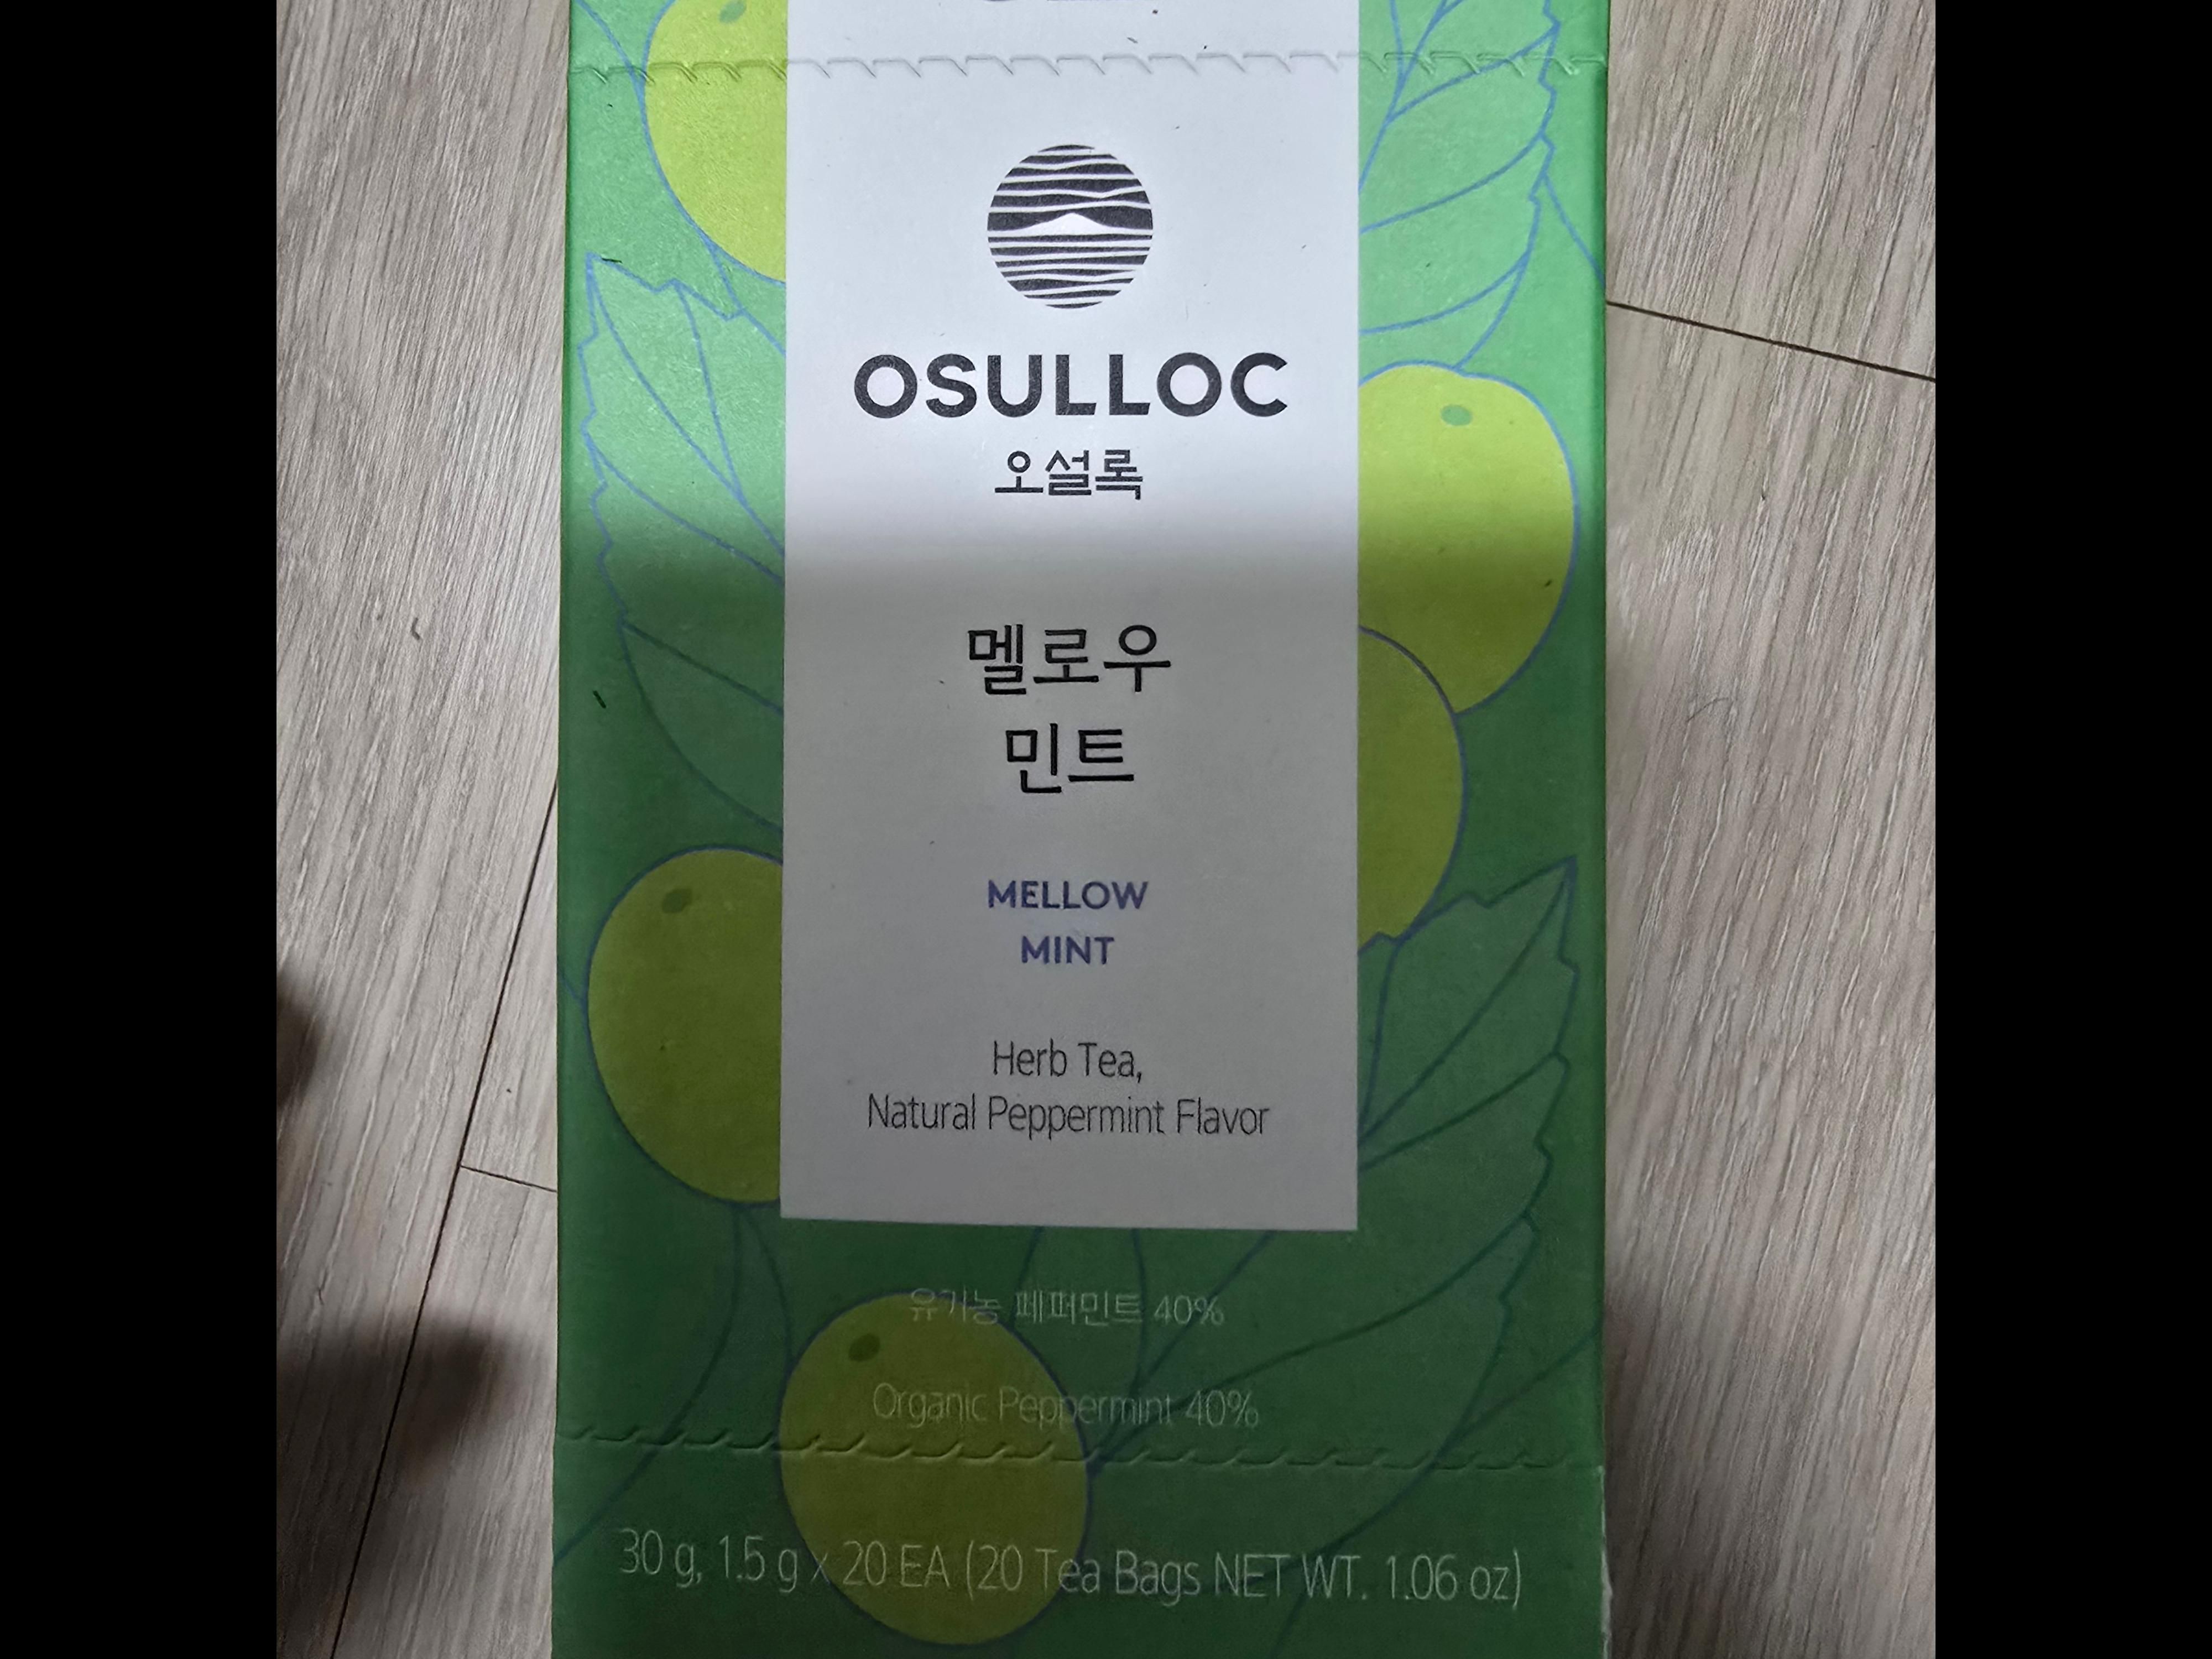 OSULLOC
오설록
멜로우
민트
MELLOW
MINT
Herb Tea,
Natural Peppermint Flavor
유기농 페퍼민트 40%
Organic Peppermint 40%
30 g, 1.5 g x 20 EA (20 Tea Bags NET WT. 1.06 oz)